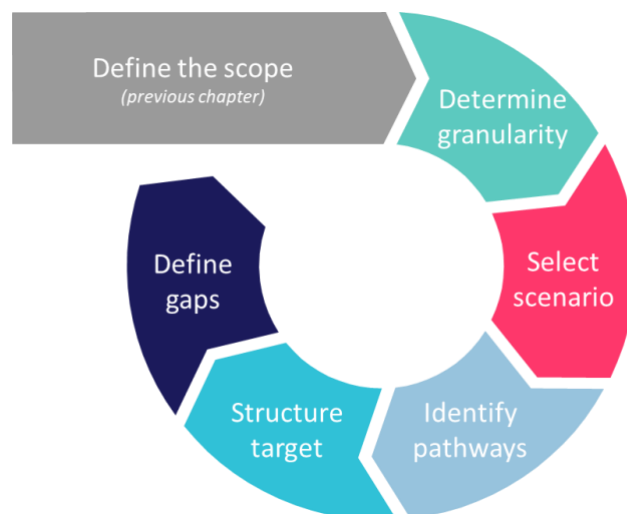 Define the scope
(previous chapter)
Determine
granularity
Select
scenario
Identify
pathways
Structure
target
Define
gaps